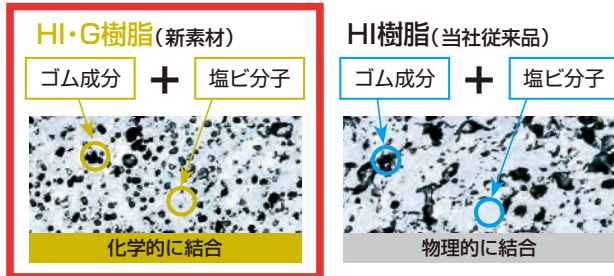 HI・G樹脂(新素材)
ゴム成分 + 塩ビ分子
化学的に結合
HI樹脂(当社従来品)
ゴム成分 + 塩ビ分子
物理的に結合